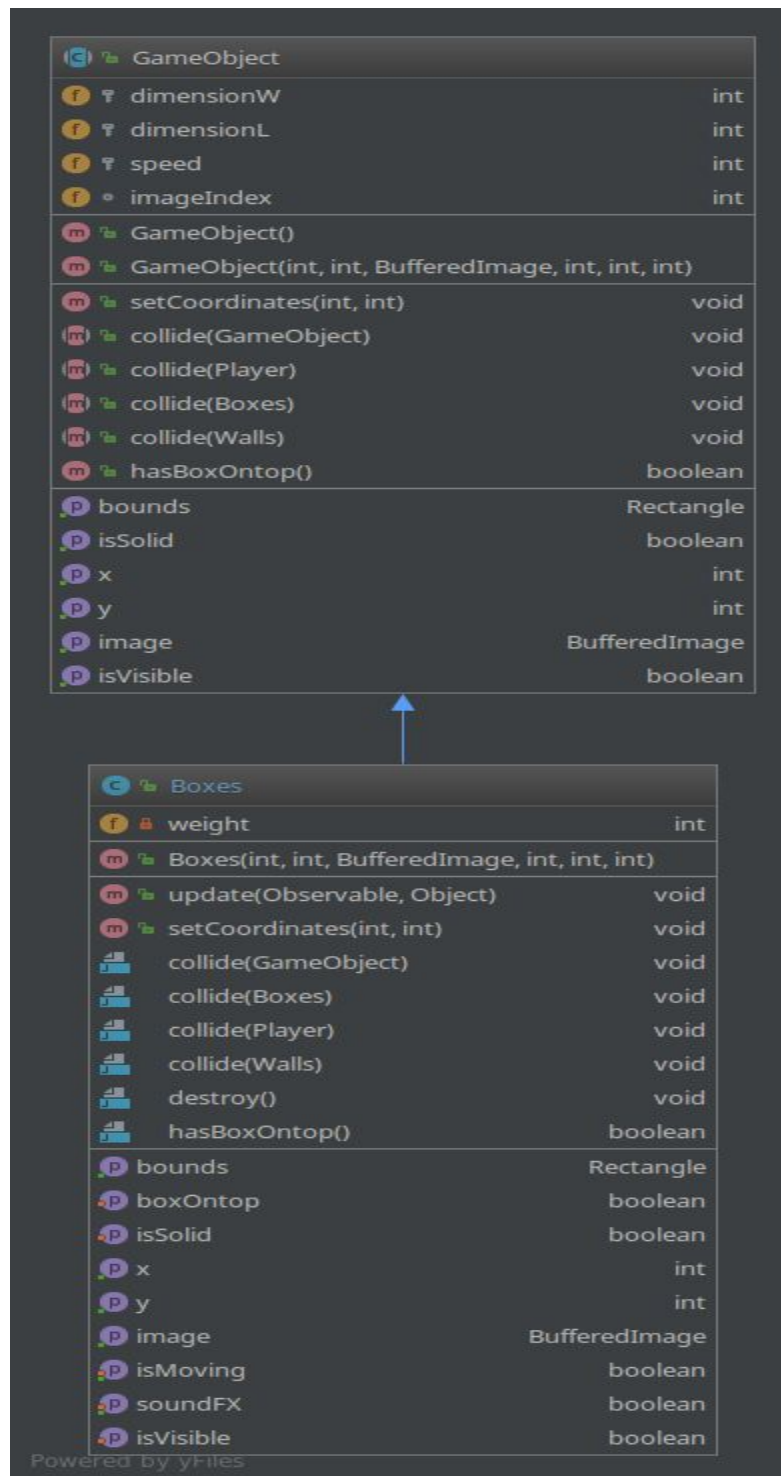 GameObject
dimensionW int
dimensionL int
speed int
imageIndex int
GameObject()
GameObject(int, int, BufferedImage, int, int, int)
setCoordinates(int, int) void
collide(GameObject) void
collide(Player) void
collide(Boxes) void
collide(Walls) void
hasBoxOntop() boolean
bounds Rectangle
isSolid boolean
x int
y int
image BufferedImage
isVisible boolean
Boxes
weight int
Boxes(int, int, BufferedImage, int, int, int)
update(Observable, Object) void
setCoordinates(int, int) void
collide(GameObject) void
collide(Boxes) void
collide(Player) void
collide(Walls) void
destroy() void
hasBoxOntop() boolean
bounds Rectangle
boxOntop boolean
isSolid boolean
x int
y int
image BufferedImage
isMoving boolean
soundFX boolean
isVisible boolean
Powered by yFiles